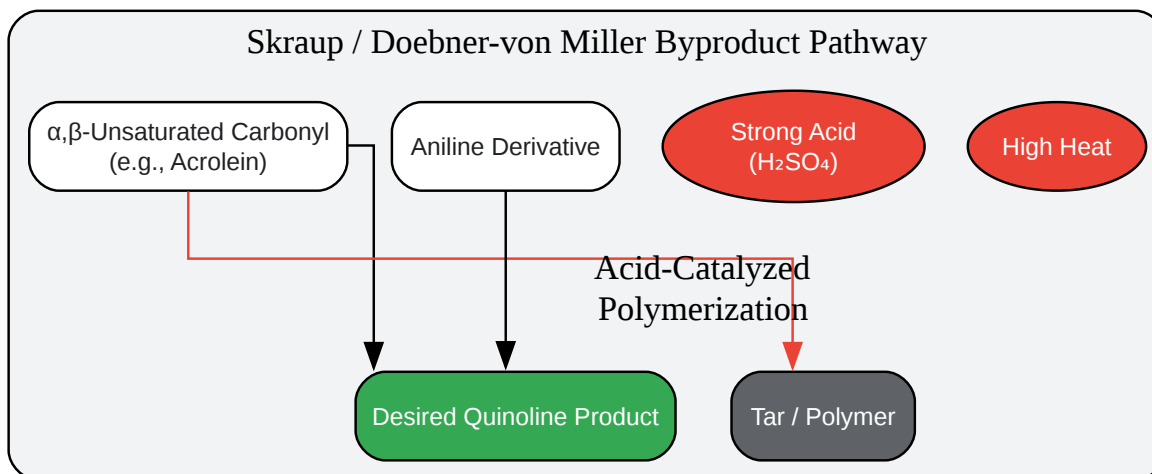 Skraup / Doebner-von Miller Byproduct Pathway
α,β-Unsaturated Carbonyl
(e.g., Acrolein)
Aniline Derivative
Strong Acid
(H₂SO₄)
High Heat
Acid-Catalyzed
Polymerization
Desired Quinoline Product
Tar / Polymer